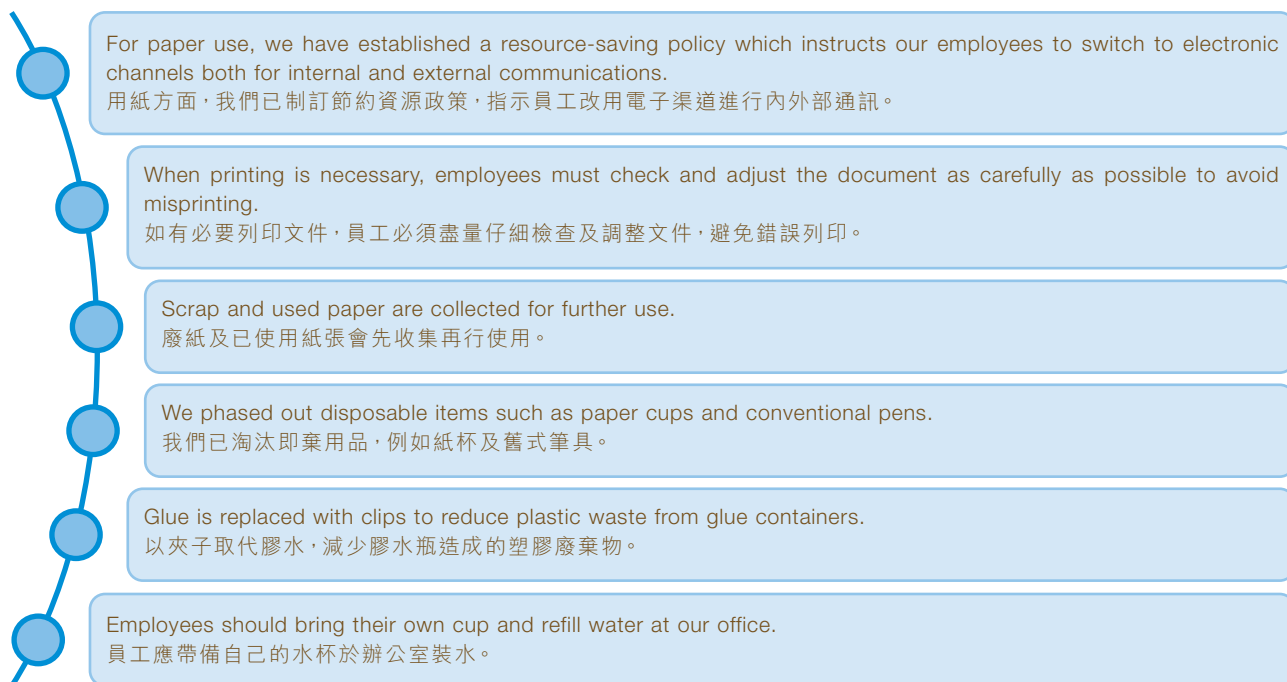 For paper use, we have established a resource-saving policy which instructs our employees to switch to electronic
channels both for internal and external communications.
用紙方面，我們已制訂節約資源政策，指示員工改用電子渠道進行內外部通訊。
When printing is necessary, employees must check and adjust the document as carefully as possible to avoid
misprinting.
如有必要列印文件，員工必須盡量仔細檢查及調整文件，避免錯誤列印。
Scrap and used paper are collected for further use.
廢紙及已使用紙張會先收集再行使用。
We phased out disposable items such as paper cups and conventional pens.
我們已淘汰即棄用品，例如紙杯及舊式筆具。
Glue is replaced with clips to reduce plastic waste from glue containers.
以夾子取代膠水，減少膠水瓶造成的塑膠廢棄物。
Employees should bring their own cup and refill water at our office.
員工應帶備自己的水杯於辦公室裝水。